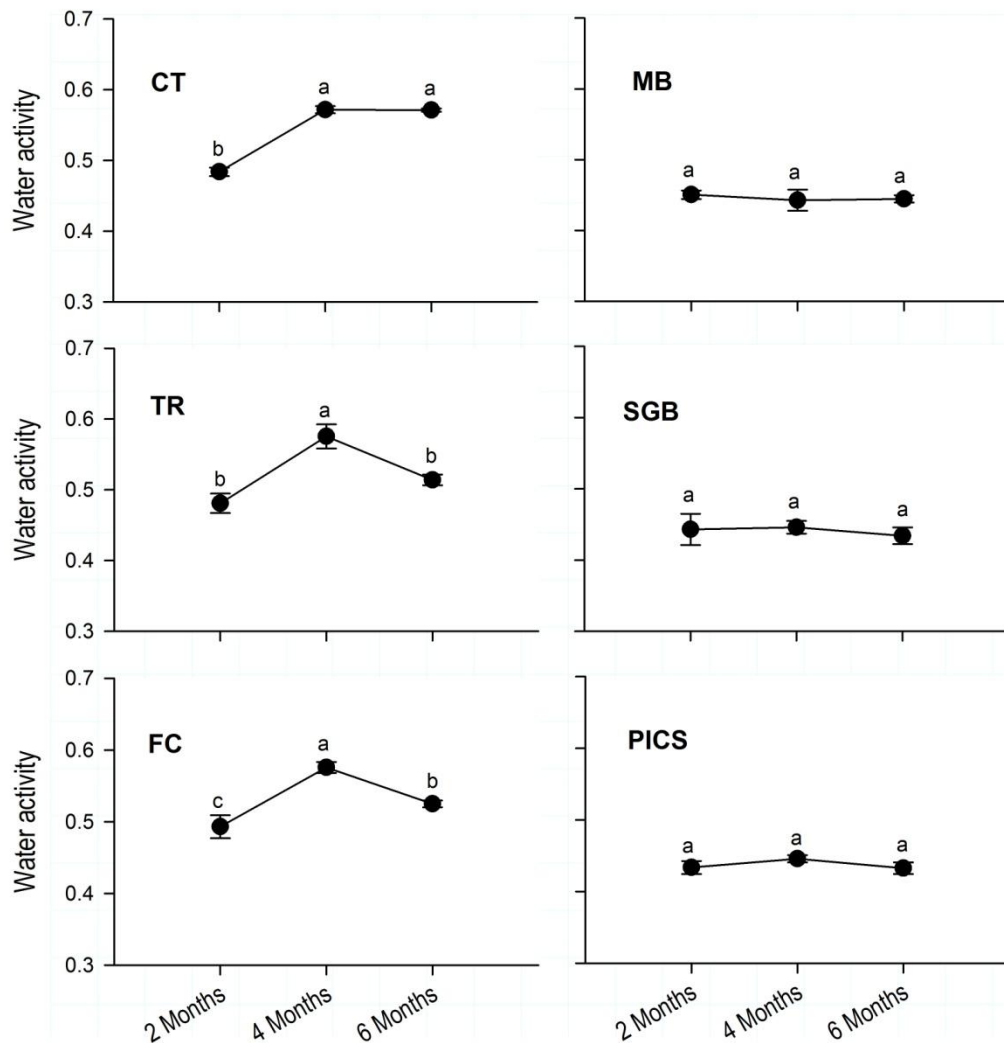 0.7
0.6
0.5
0.4
0.3
Water activity
CT
b
a
a
MB
a
a
a
0.7
0.6
0.5
0.4
0.3
Water activity
TR
b
a
b
SGB
a
a
a
0.7
0.6
0.5
0.4
0.3
Water activity
FC
c
a
b
PICS
a
a
a
2 Months
4 Months
6 Months
2 Months
4 Months
6 Months